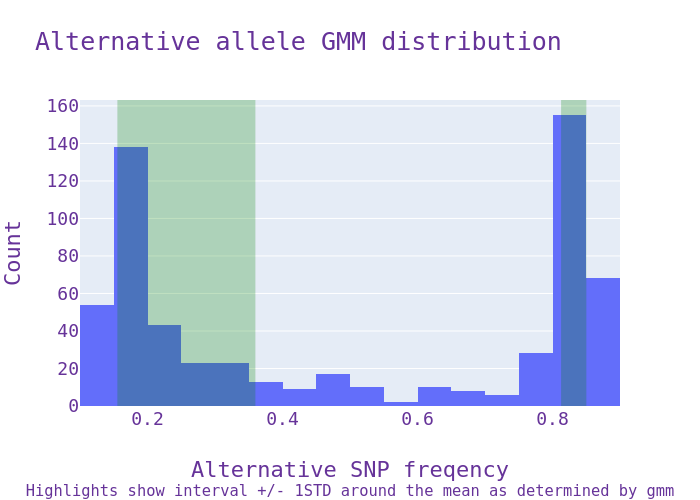 Alternative allele GMM distribution
160
140
120
100
80
60
40
20
0
Count
0.2 0.4 0.6 0.8
Alternative SNP freqency
Highlights show interval +/- 1STD around the mean as determined by gmm